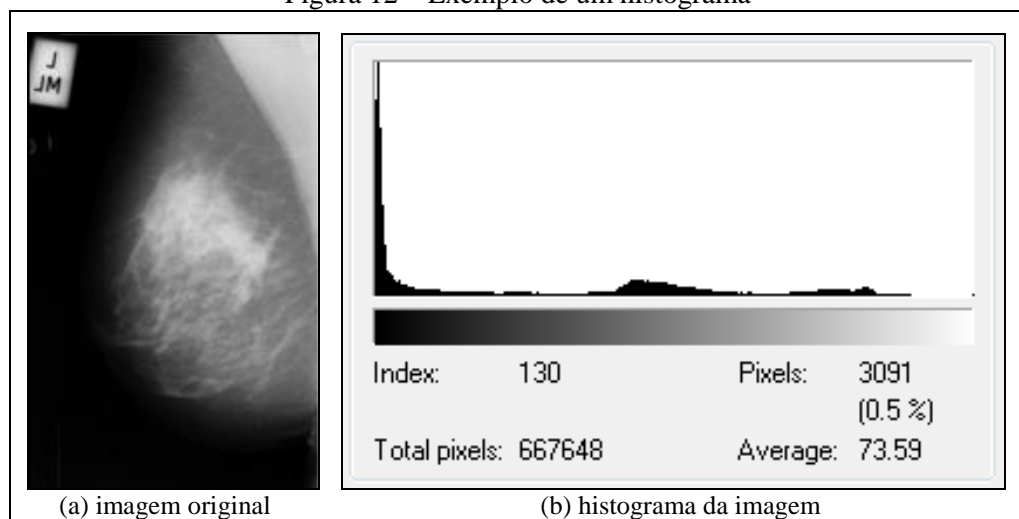 Figura 12 – Exemplo de um histograma
L
ML
Index: 130 Pixels: 3091
(0.5 %)
Total pixels: 667648 Average: 73.59
(a) imagem original (b) histograma da imagem